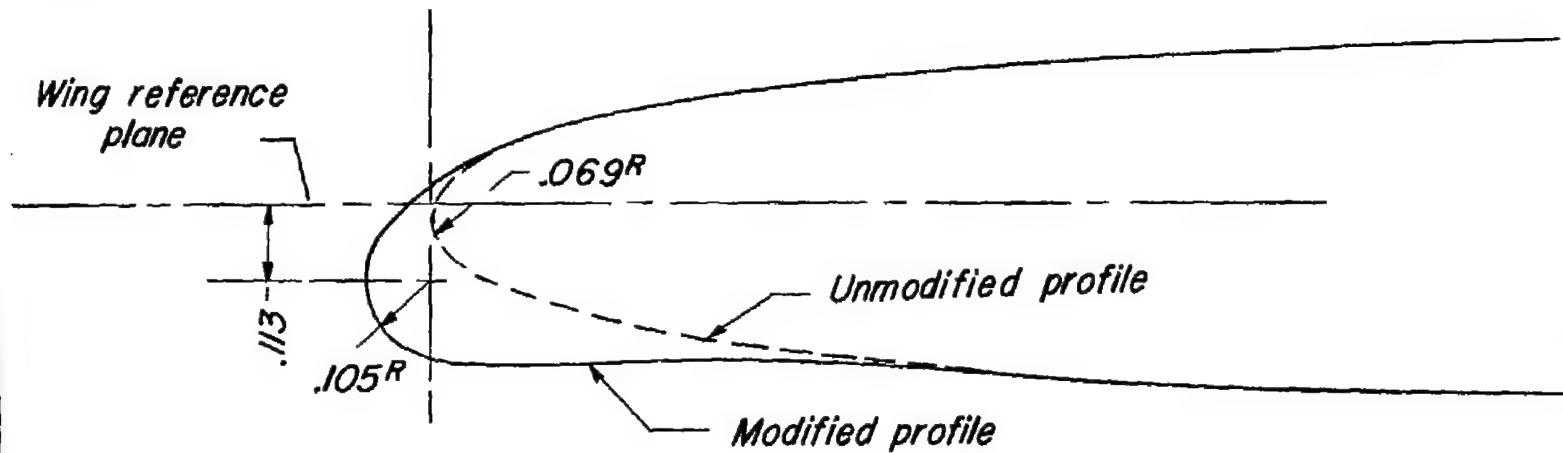 Wing reference
plane
.069R
Unmodified profile
.113
.105R
Modified profile